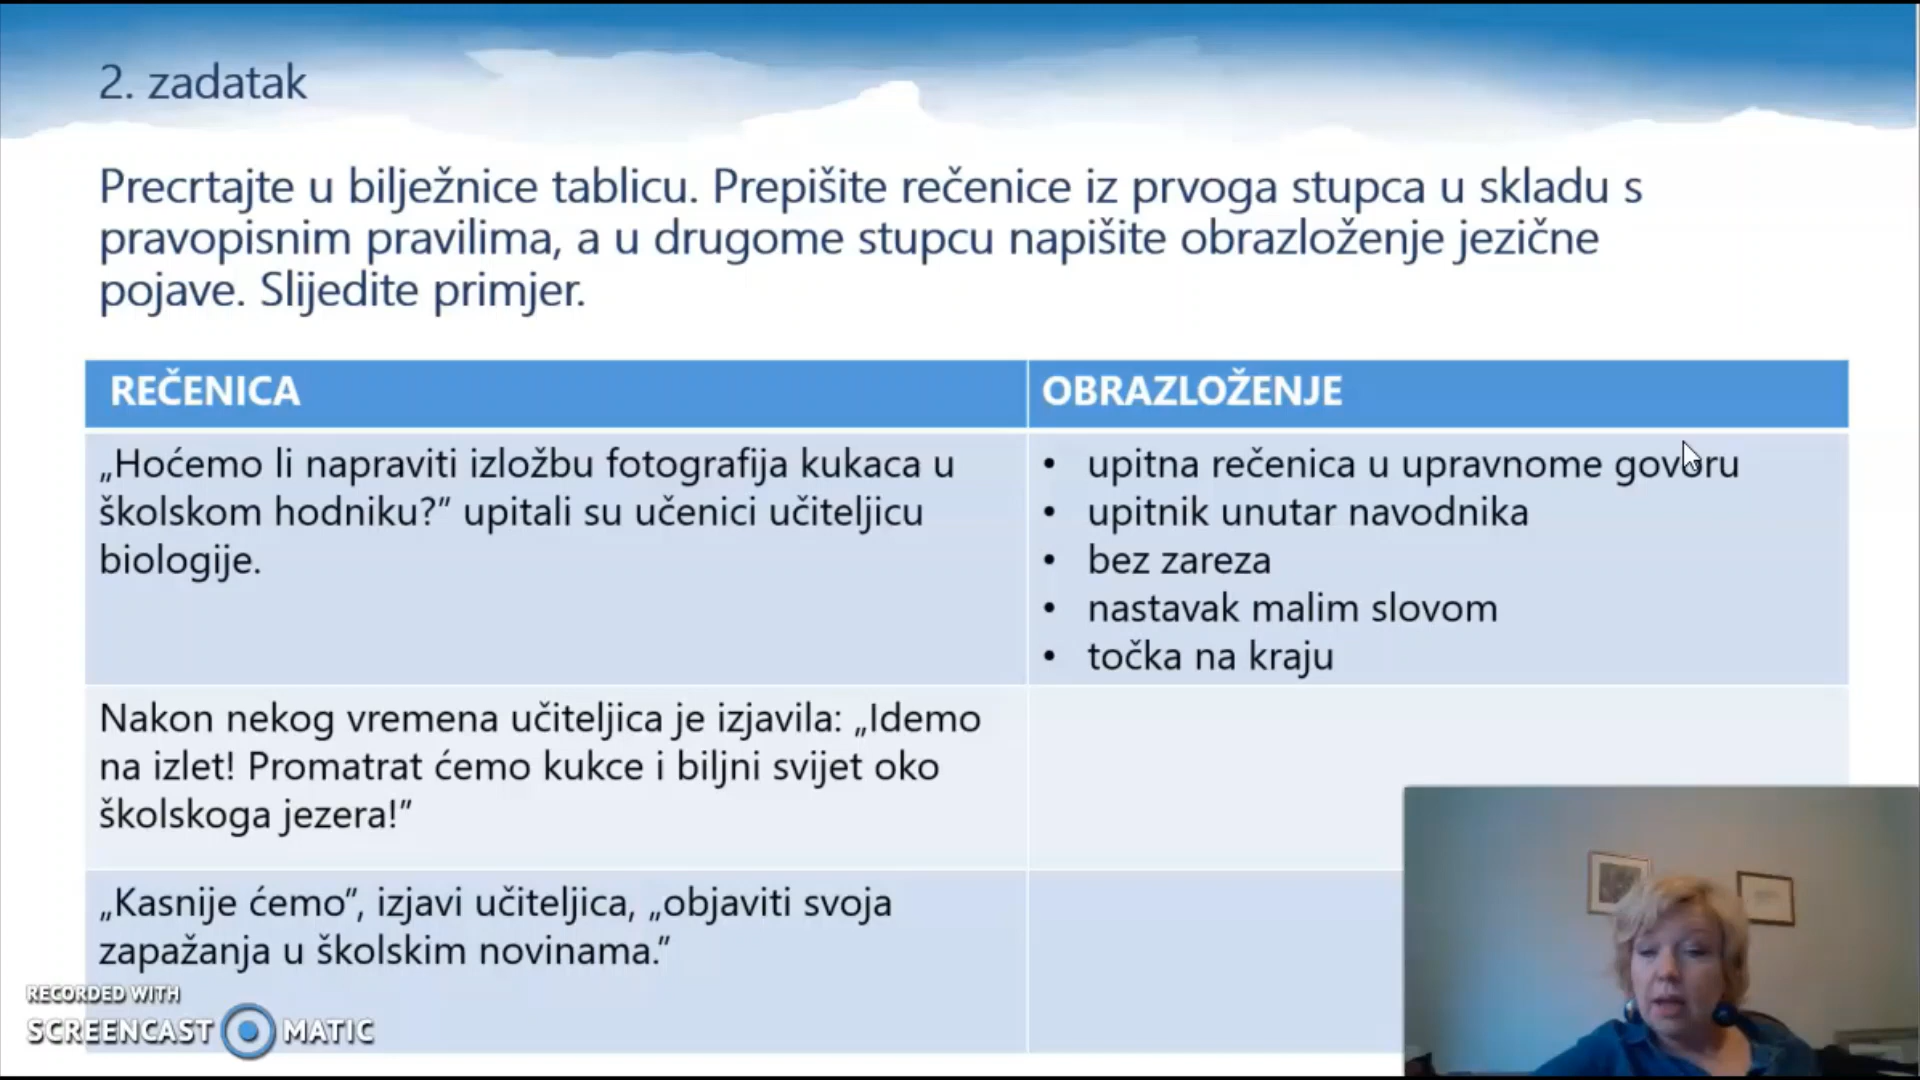 2. zadatak
Precrtajte u bilježnice tablicu. Prepišite rečenice iz prvoga stupca u skladu s
pravopisnim pravilima, a u drugome stupcu napišite obrazloženje jezične
pojave. Slijedite primjer.
REČENICA
OBRAZLOŽENJE
„Hoćemo li napraviti izložbu fotografija kukaca u
školskom hodniku?” upitali su učenici učiteljicu
biologije.
• upitna rečenica u upravnome govoru
• upitnik unutar navodnika
• bez zareza
• nastavak malim slovom
• točka na kraju
Nakon nekog vremena učiteljica je izjavila: „Idemo
na izlet! Promatrat ćemo kukce i biljni svijet oko
školskoga jezera!”
„Kasnije ćemo”, izjavi učiteljica, „objaviti svoja
zapažanja u školskim novinama.”
RECORDED WITH
SCREENCAST MATIC